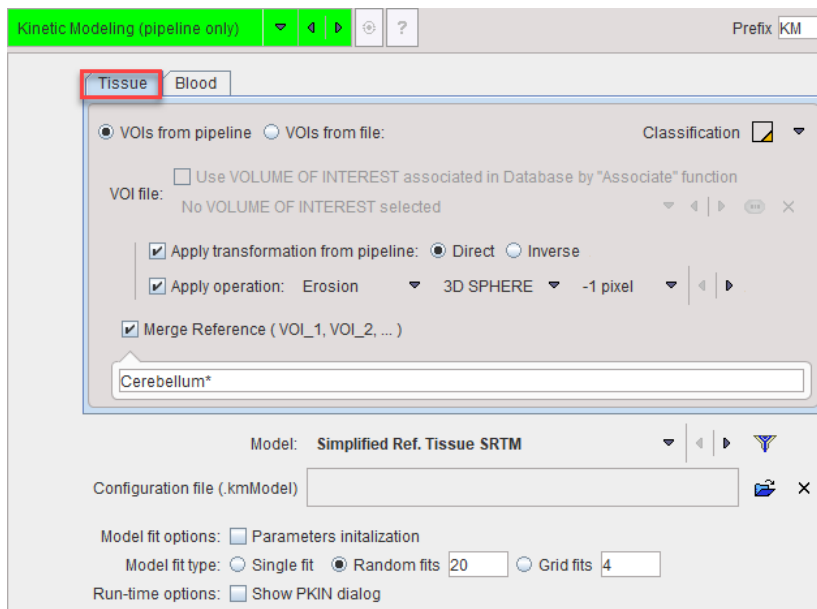 Kinetic Modeling (pipeline only) ? Prefix KM
Tissue Blood
VOIs from pipeline VOIs from file: Classification
Use VOLUME OF INTEREST associated in Database by "Associate" function
VOI file:
No VOLUME OF INTEREST selected
Apply transformation from pipeline: Direct Inverse
Apply operation: Erosion 3D SPHERE -1 pixel
Merge Reference ( VOI_1, VOI_2, ... )
Cerebellum*
Model: Simplified Ref. Tissue SRTM
Configuration file (.kmModel)
Model fit options: Parameters initalization
Model fit type: Single fit Random fits 20 Grid fits 4
Run-time options: Show PKIN dialog